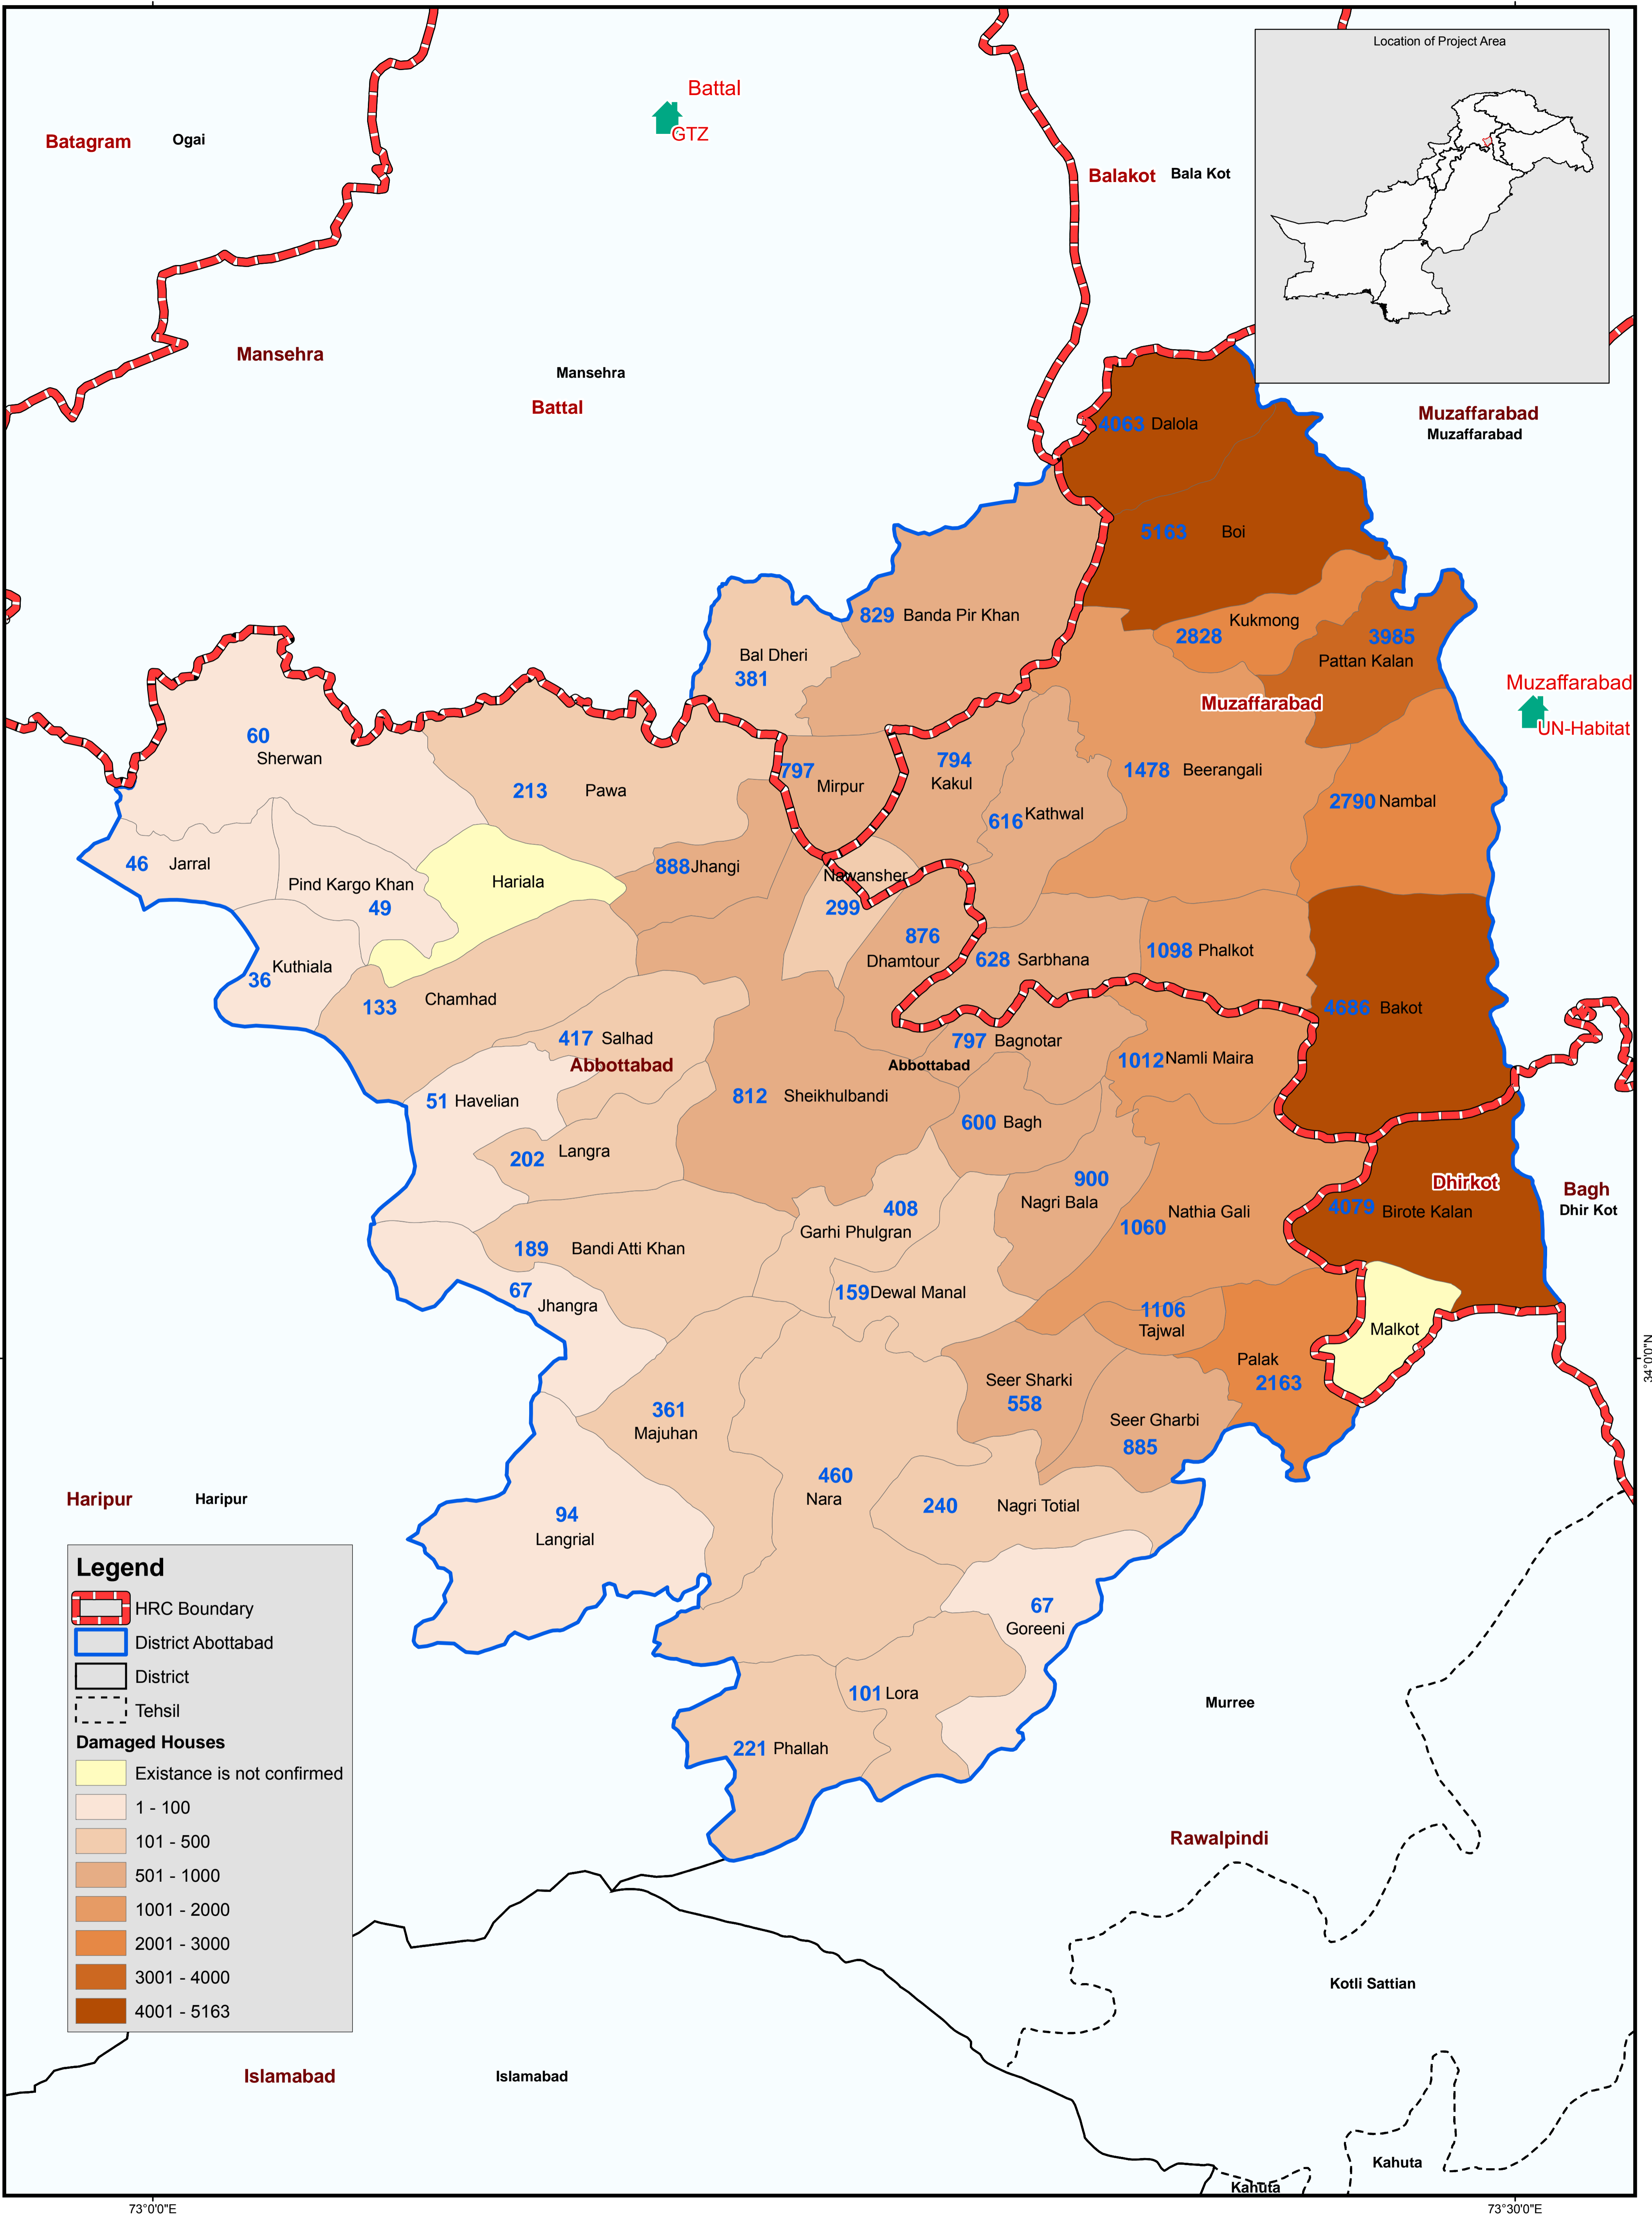 Location of Project Area
Battal
GTZ
Batagram
Ogai
Balakot
Bala Kot
Mansehra
Mansehra
Battal
Muzaffarabad
Muzaffarabad
4063 Dalola
5163 Boi
829 Banda Pir Khan
Kukmong
2828
3985
Pattan Kalan
Bal Dheri
381
Muzaffarabad
UN-Habitat
Muzaffarabad
60
Sherwan
213 Pawa
797
Mirpur
794
Kakul
1478 Beerangali
2790 Nambal
616 Kathwal
46 Jarral
Pind Kargo Khan
49
Hariala
888 Jhangi
Nawansher
299
876
Dhamtour
628 Sarbhana
1098 Phalkot
Kuthiala
36
133 Chamhad
4686 Bakot
417 Salhad
Abbottabad
797 Bagnotar
Abbottabad
1012 Namli Maira
51 Havelian
812 Sheikhulbandi
600 Bagh
202 Langra
900
Nagri Bala
Dhirkot
Bagh
Dhir Kot
408
Garhi Phulgran
Nathia Gali
1060
4079 Birote Kalan
189 Bandi Atti Khan
67
Jhangra
159 Dewal Manal
1106
Tajwal
Malkot
Palak
2163
34°0'0"N
Seer Sharki
558
361
Majuhan
Seer Gharbi
885
460
Nara
240 Nagri Totial
94
Langrial
Haripur
Haripur
67
Goreeni
101 Lora
221 Phallah
Murree
Rawalpindi
Kotli Sattian
Legend
HRC Boundary
District Abottabad
District
Tehsil
Damaged Houses
Existance is not confirmed
1 - 100
101 - 500
501 - 1000
1001 - 2000
2001 - 3000
3001 - 4000
4001 - 5163
Islamabad
Islamabad
Kahuta
Kahuta
73°0'0"E
73°30'0"E